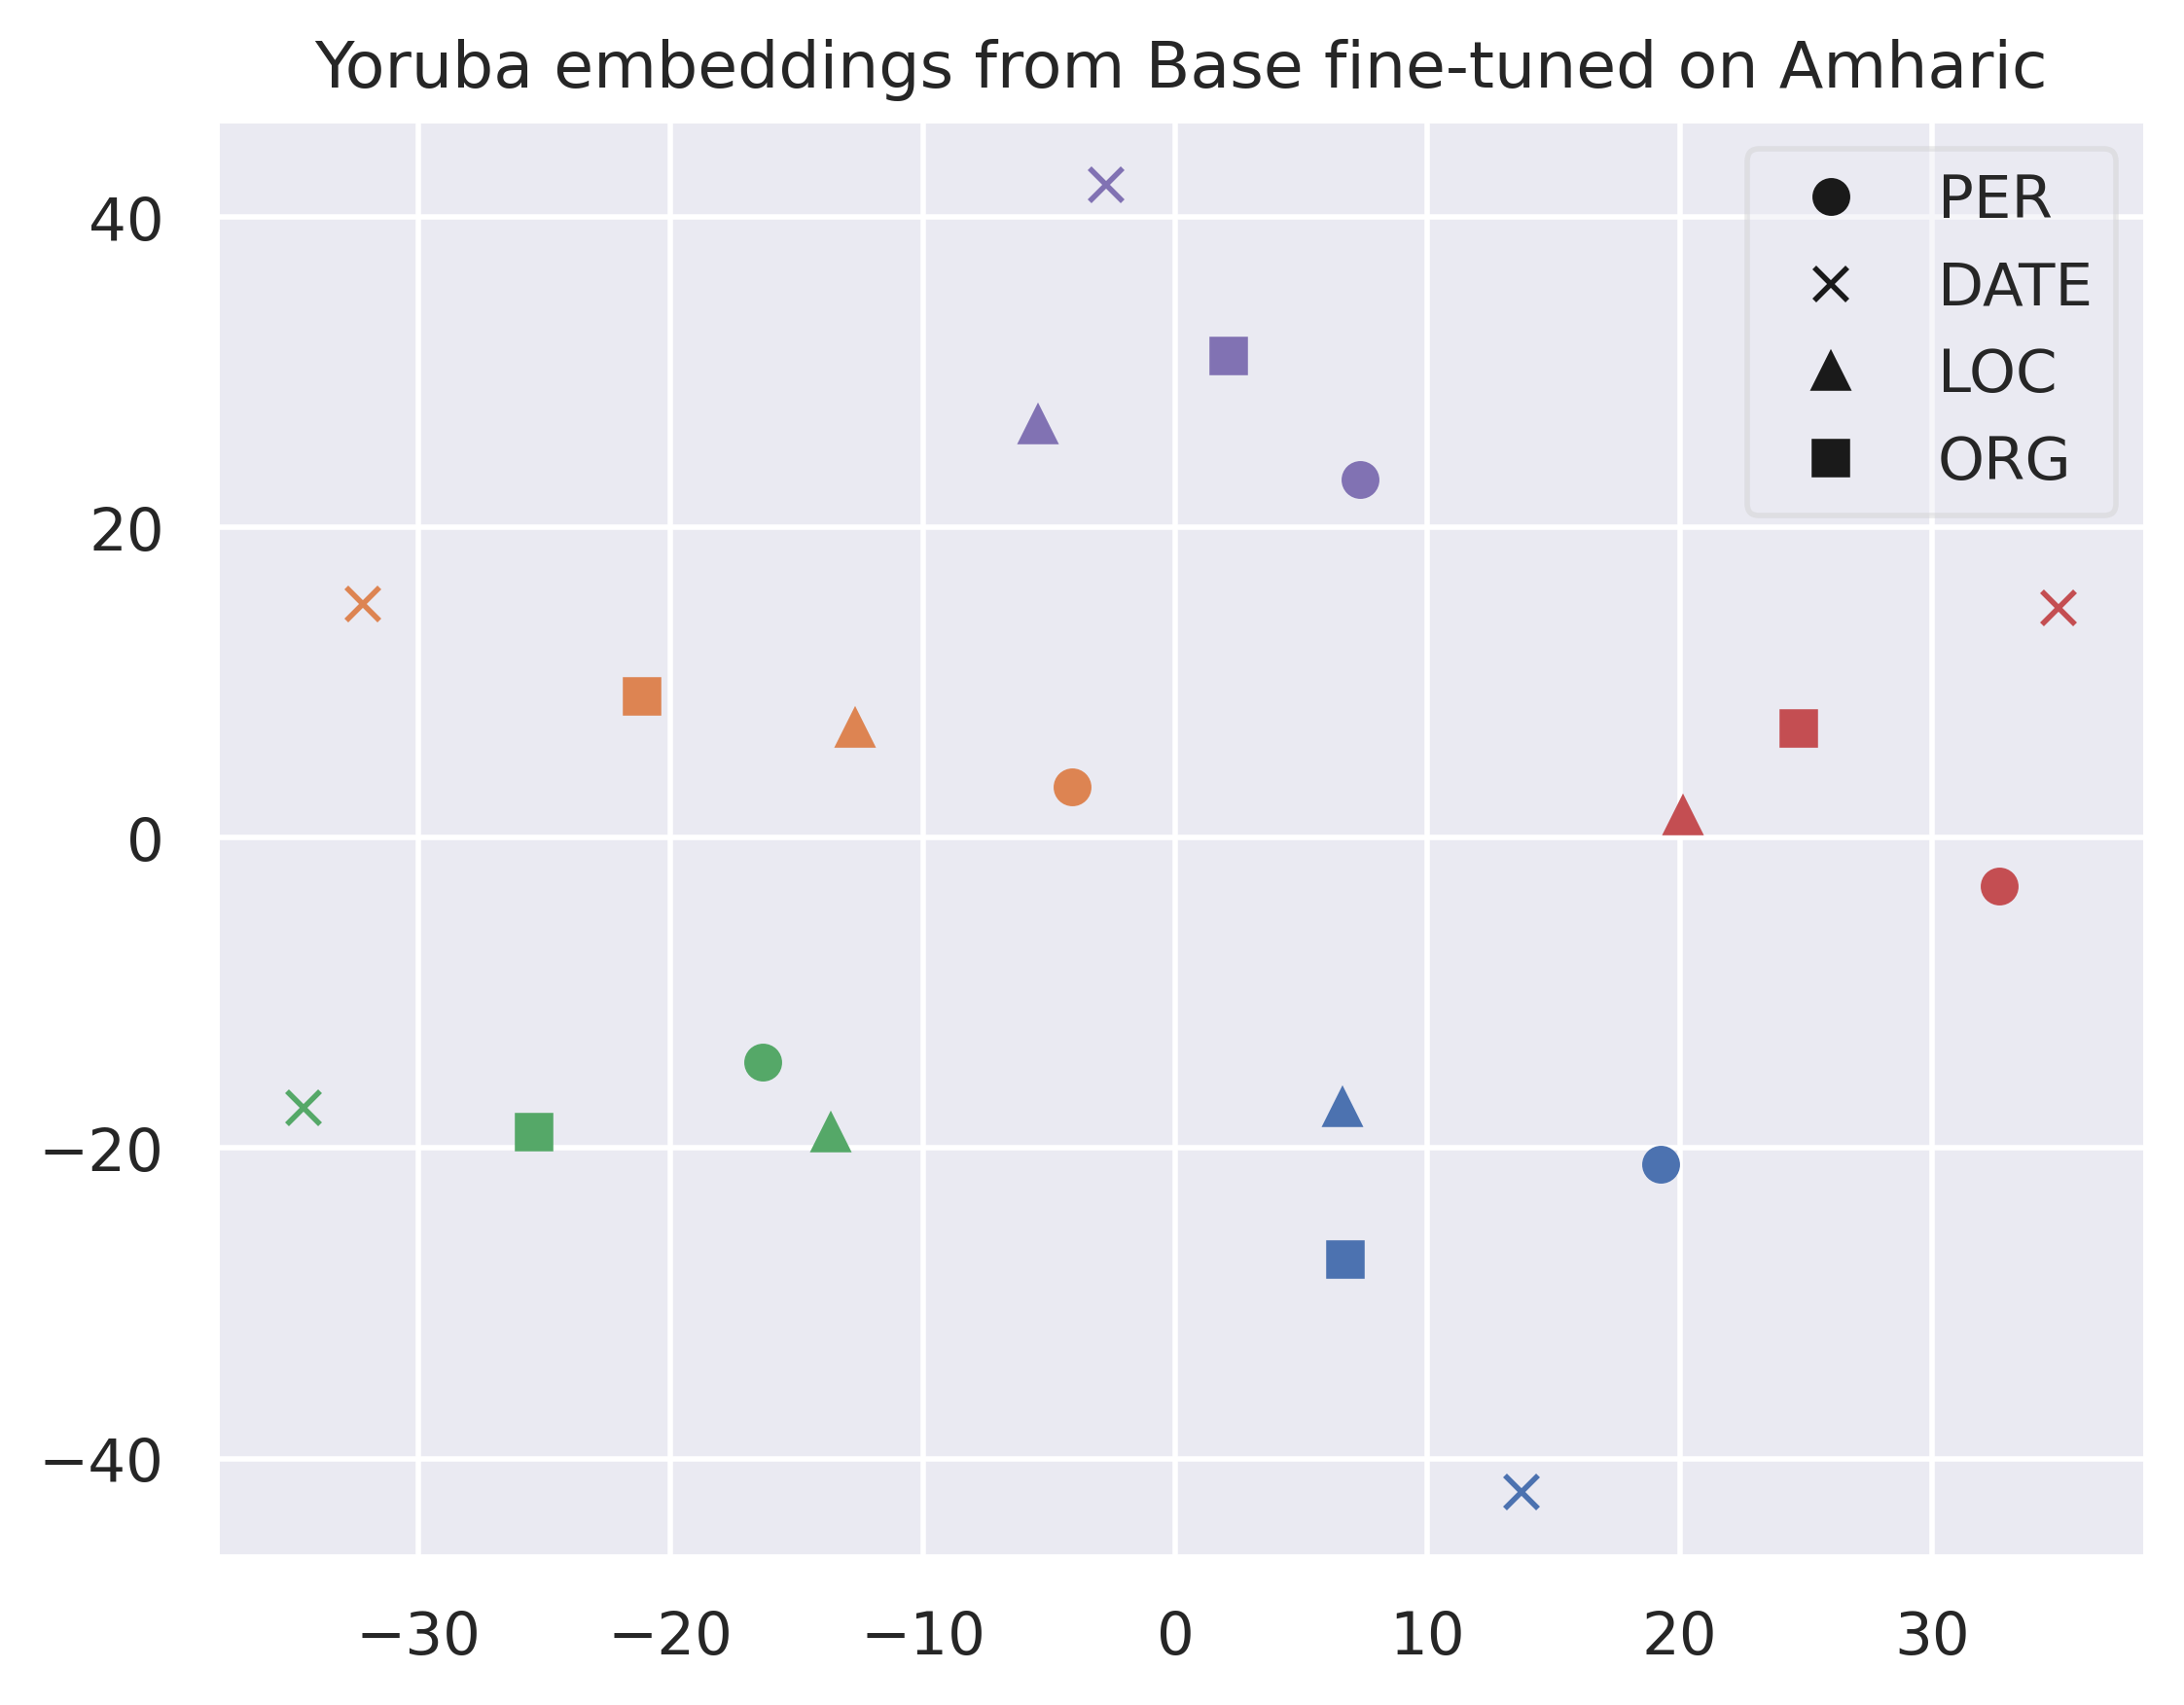 Yoruba embeddings from Base fine-tuned on Amharic
PER
DATE
LOC
ORG
40
20
0
−20
−40
−30 −20 −10 0 10 20 30